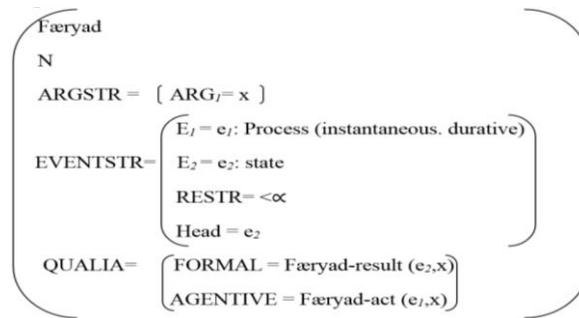 Færyad
N
ARGSTR = [ ARG1= x ]
E1 = e1: Process (instantaneous. durative)
EVENTSTR= E2 = e2: state
RESTR= <∝
Head = e2
QUALIA= FORMAL = Færyad-result (e2,x)
AGENTIVE = Færyad-act (e1,x)